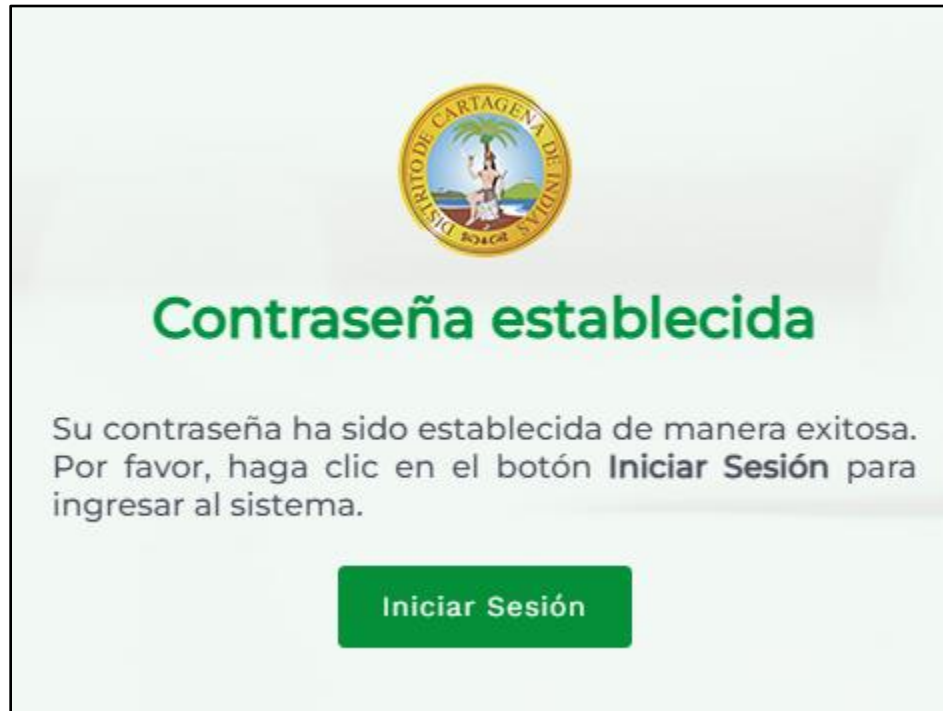 DISTRITO DE CARTAGENA DE INDIAS
Contraseña establecida
Su contraseña ha sido establecida de manera exitosa.
Por favor, haga clic en el botón Iniciar Sesión para
ingresar al sistema.
Iniciar Sesión